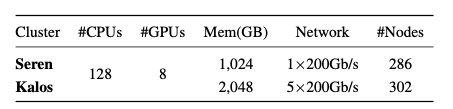 Cluster #CPUs #GPUs Mem(GB) Network #Nodes
Seren 128 8 1,024 1×200Gb/s 286
Kalos 2,048 5×200Gb/s 302